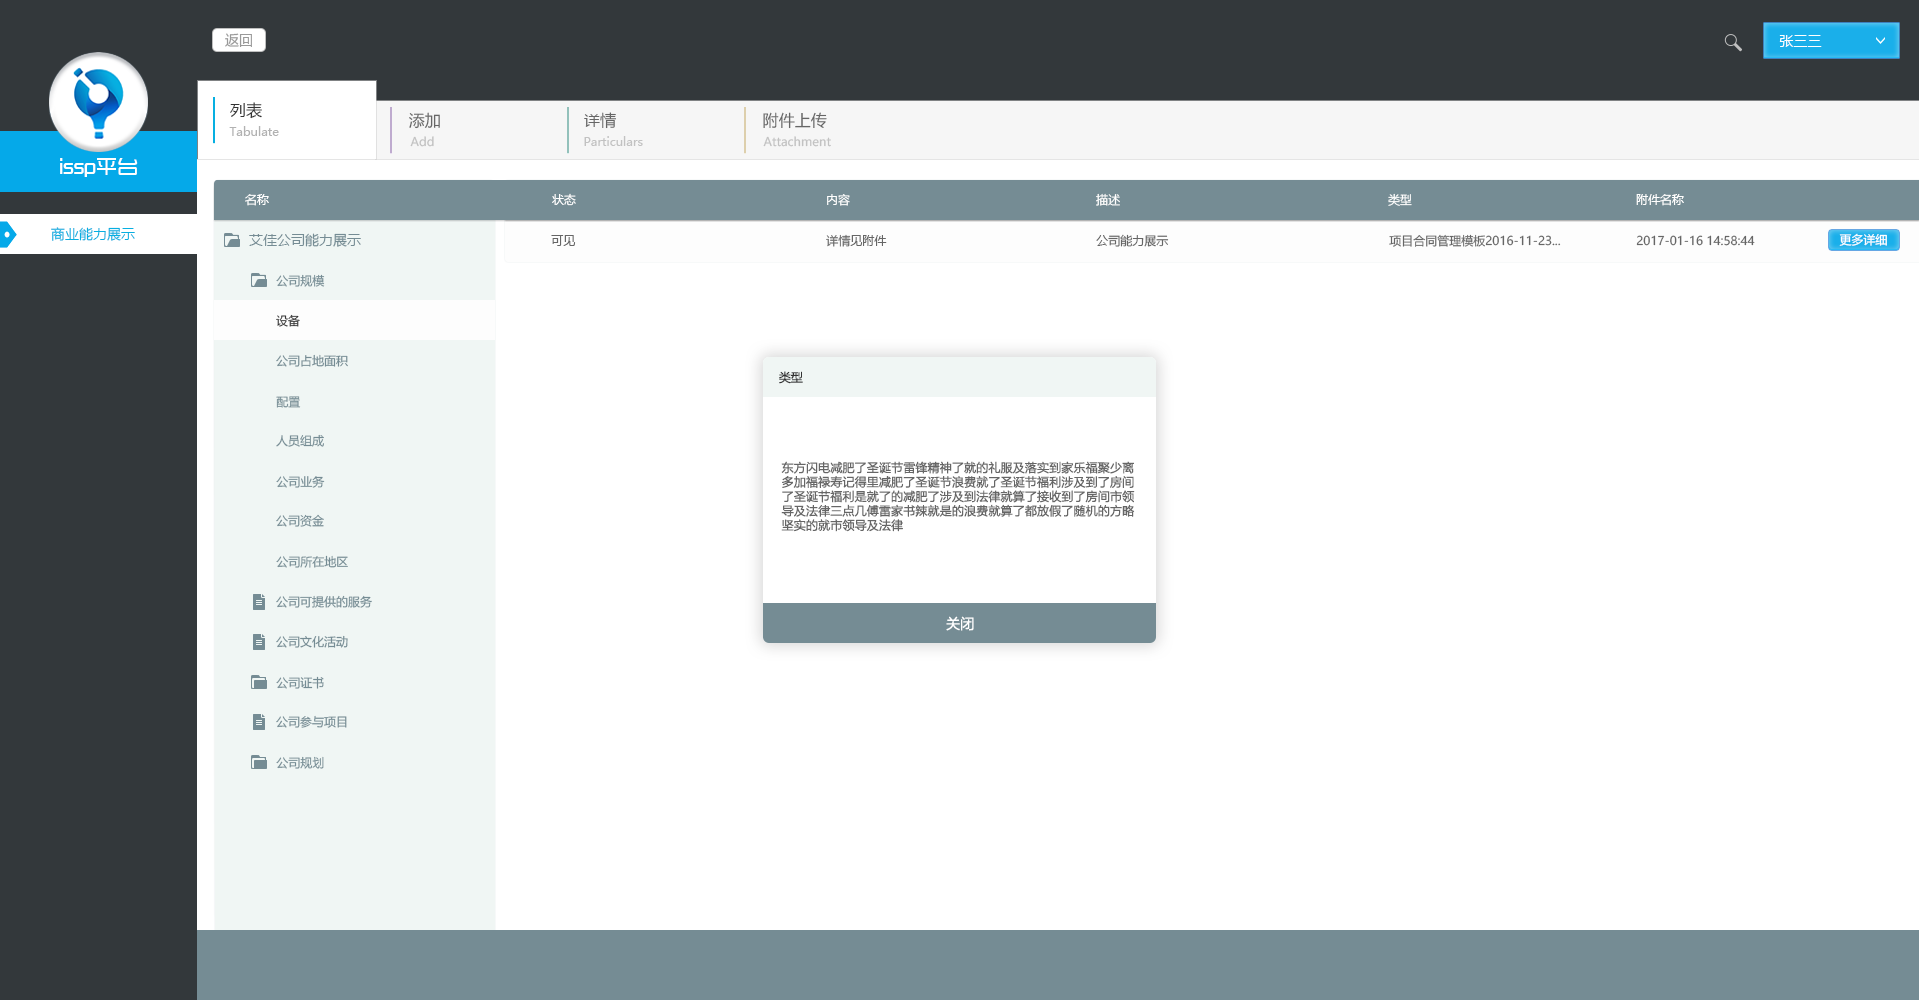 返回
张三三
issp平台
商业能力展示
列表
Tabulate
添加
Add
详情
Particulars
附件上传
Attachment
名称 状态 内容 描述 类型 附件名称
艾佳公司能力展示
可见 详情见附件 公司能力展示 项目合同管理模板2016-11-23... 2017-01-16 14:58:44 更多详细
公司规模
设备
公司占地面积
配置
人员组成
公司业务
公司资金
公司所在地区
公司可提供的服务
公司文化活动
公司证书
公司参与项目
公司规划
类型
东方闪电减肥了圣诞节雷锋精神了就的礼服及落实到家乐福聚少离
多加福禄寿记得里减肥了圣诞节浪费就了圣诞节福利涉及到了房间
了圣诞节福利是就了的减肥了涉及到法律就算了接收到了房间市领
导及法律三点几傅雷家书辣就是的浪费就算了都放假了随机的方略
坚实的就市领导及法律
关闭